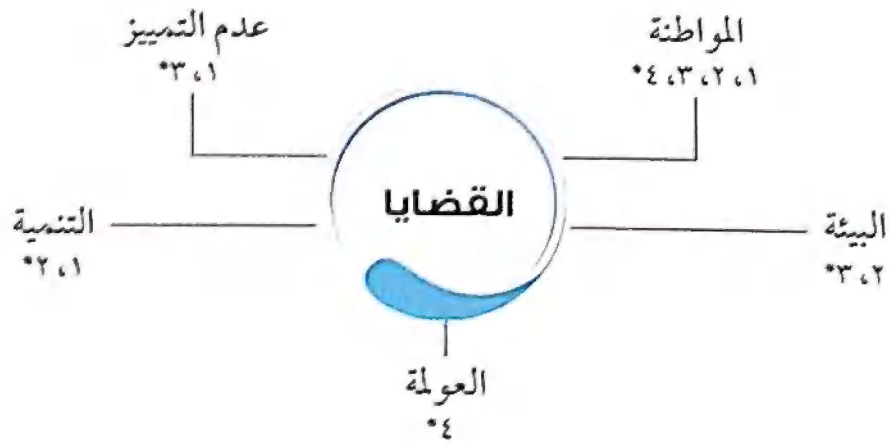 المواطنة
١، ٢، ٣، ٤*
عدم التمييز
١، ٣*
القضايا
البيئة
٢، ٣*
التنمية
١، ٢*
العولمة
٤*